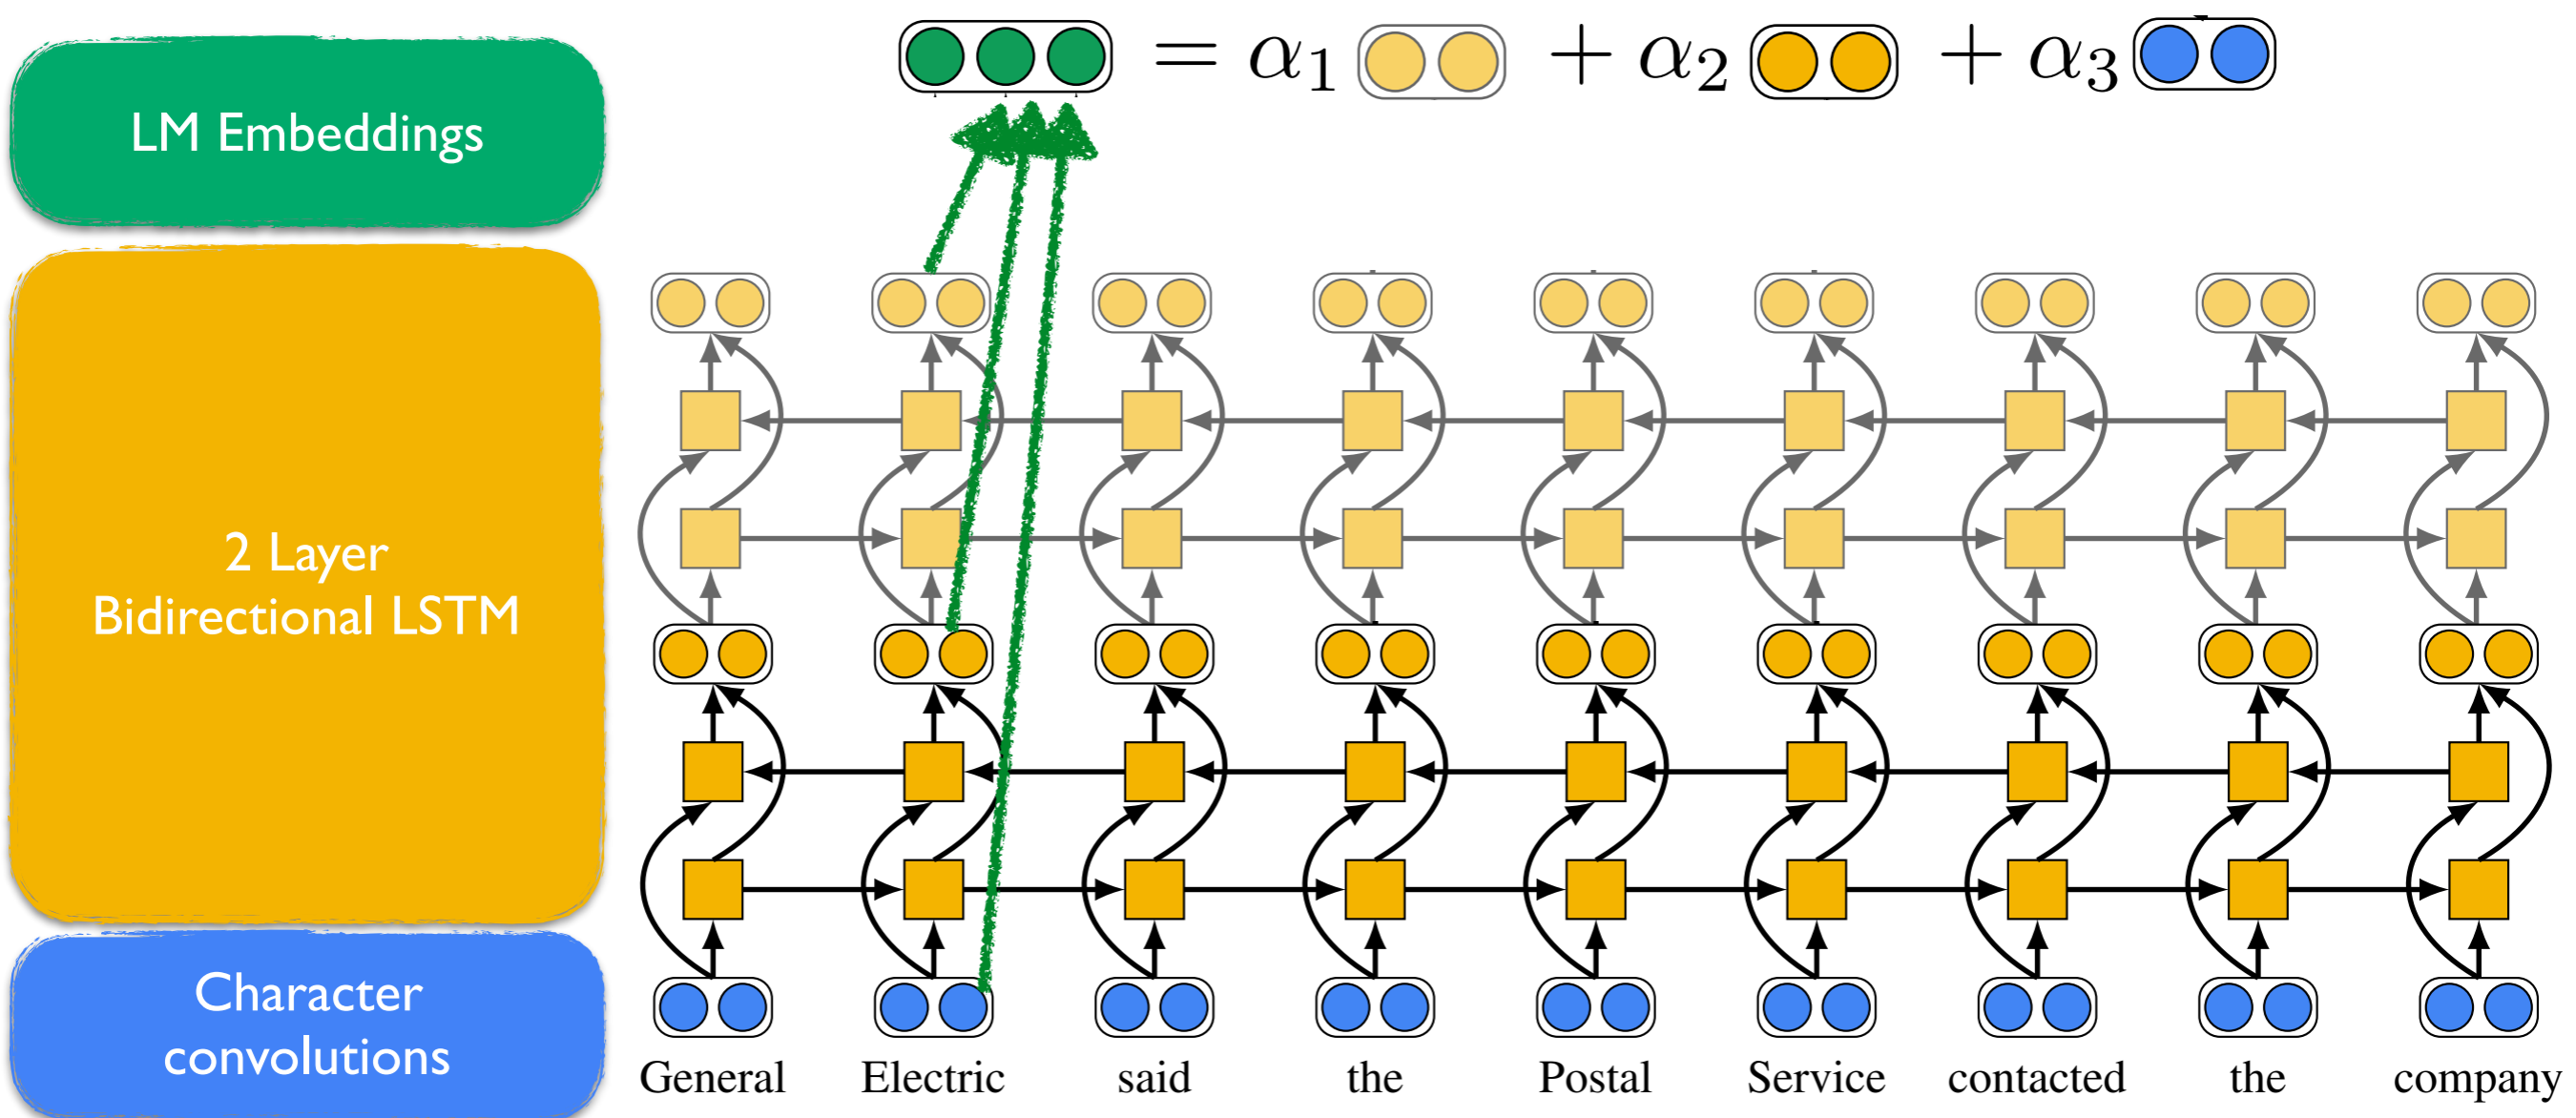 = α1 + α2 + α3
LM Embeddings
2 Layer
Bidirectional LSTM
Character
convolutions
General Electric said the Postal Service contacted the company